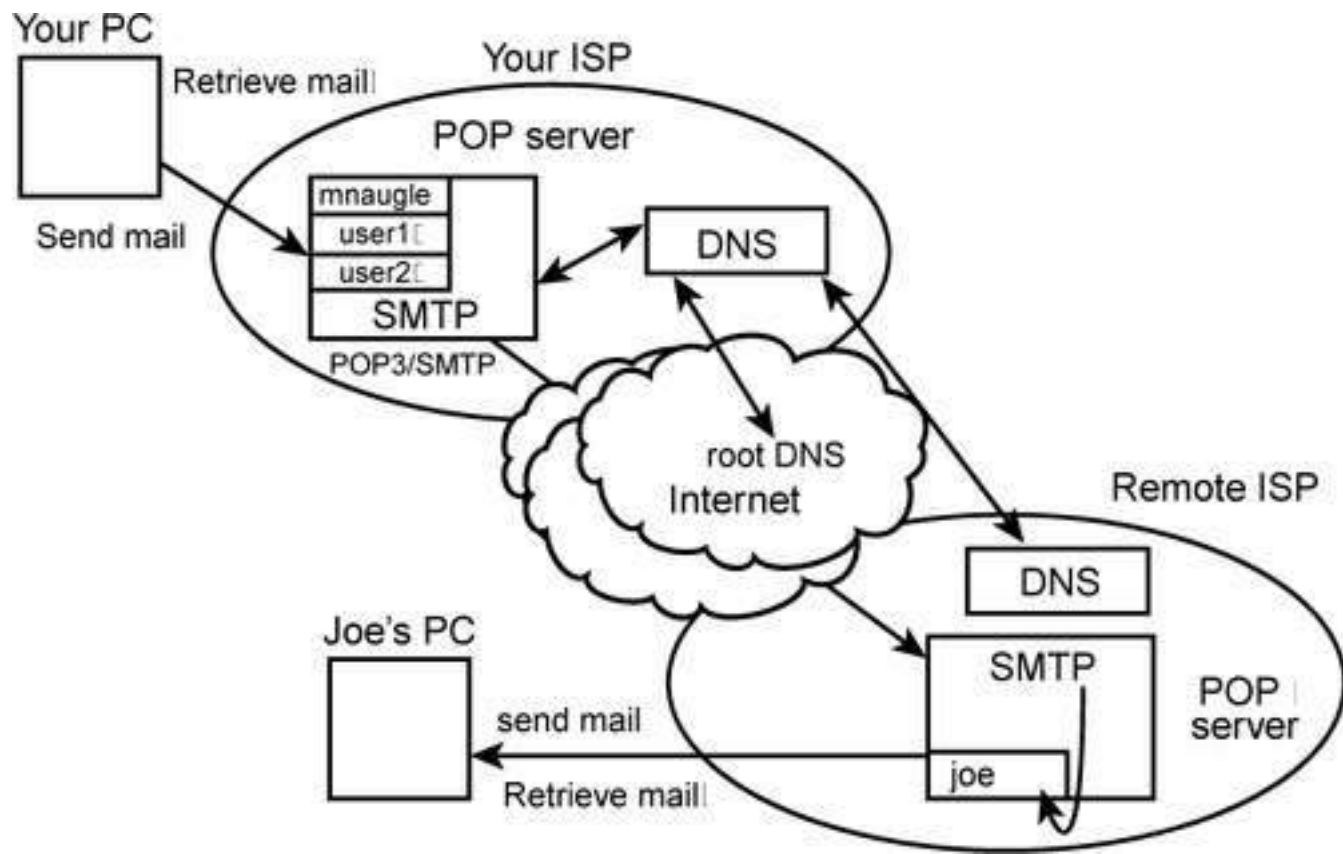 Your PC
Retrieve mail
Send mail
Your ISP
POP server
mnaugle
user1
user2
SMTP
POP3/SMTP
DNS
root DNS
Internet
Remote ISP
DNS
SMTP
POP
server
joe
Joe's PC
send mail
Retrieve mail